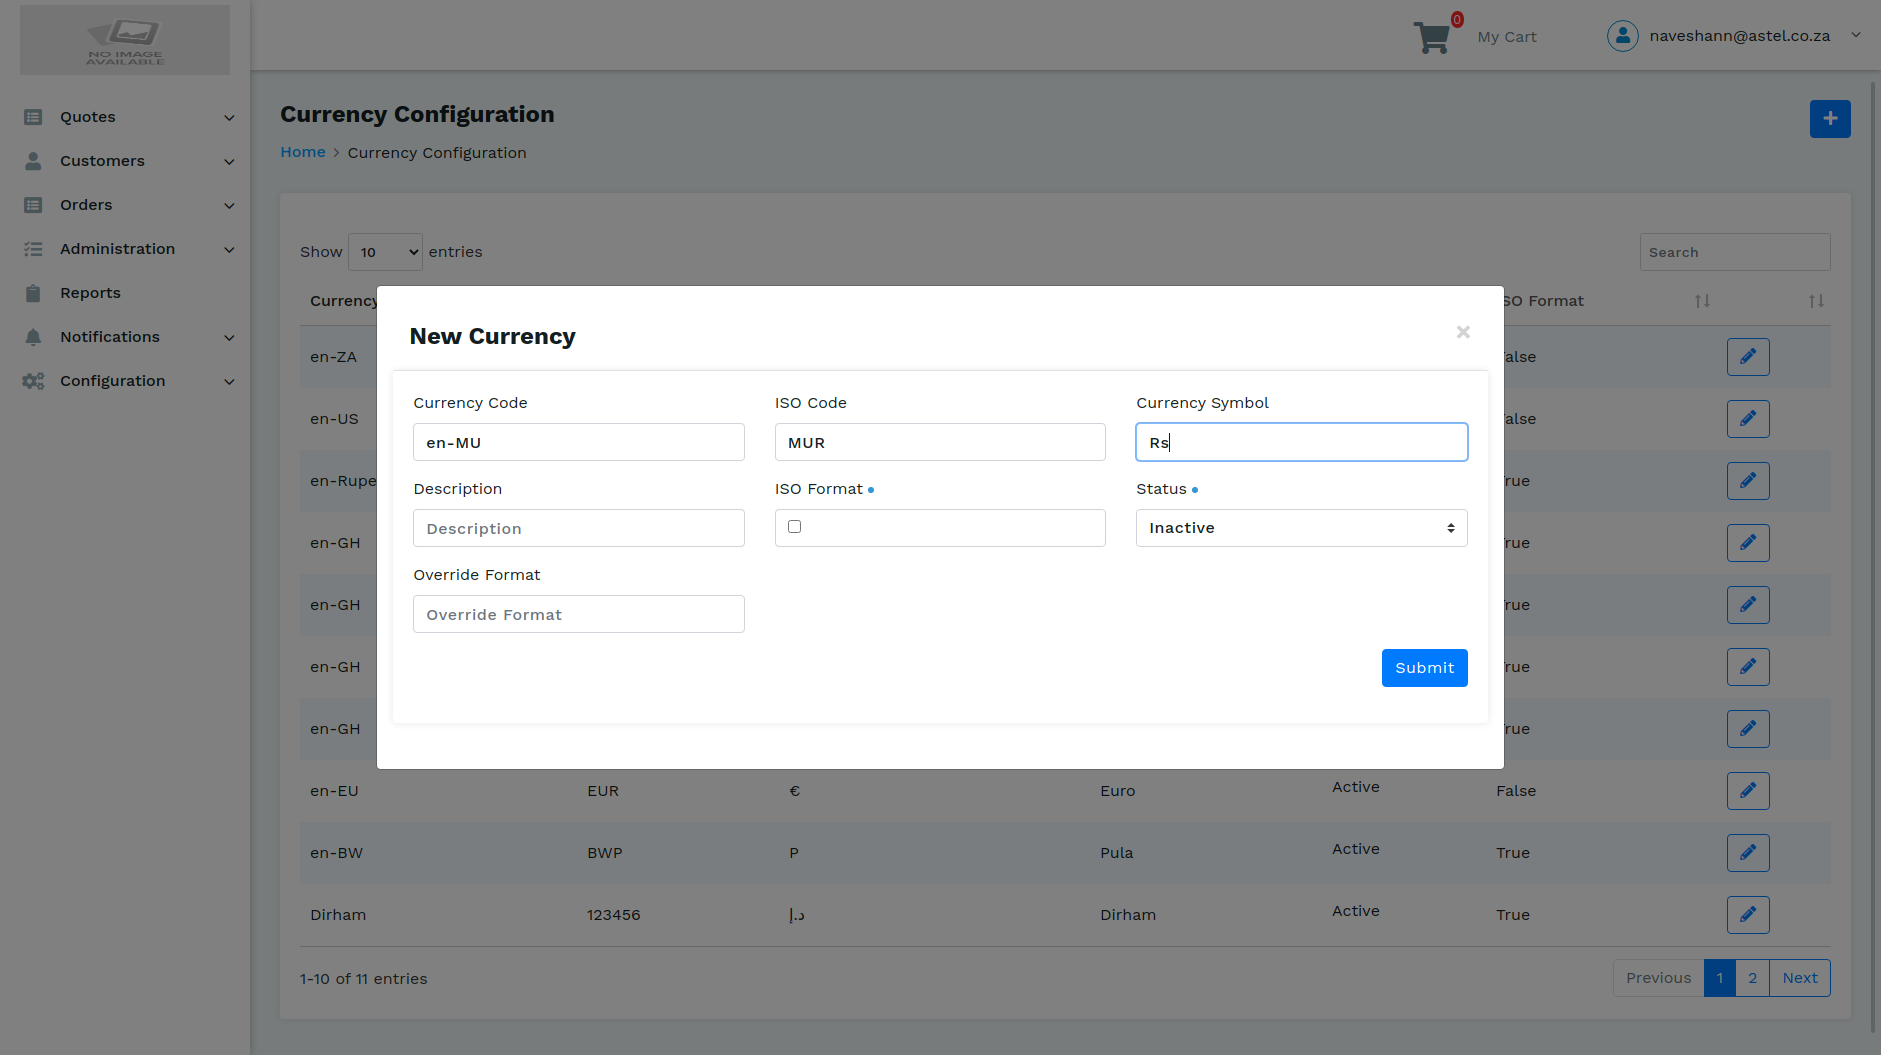 NO IMAGE
AVAILABLE
0
My Cart
naveshann@astel.co.za
Quotes
Customers
Orders
Administration
Reports
Notifications
Configuration
Currency Configuration
Home > Currency Configuration
Show 10 entries
Search
Currency
SO Format
en-ZA
alse
en-US
alse
en-Rupe
rue
en-GH
rue
en-GH
rue
en-GH
rue
en-GH
rue
New Currency
×
Currency Code
ISO Code
Currency Symbol
en-MU
MUR
Rs
Description
ISO Format
Status
Description
Inactive
Override Format
Override Format
Submit
en-EU EUR € Euro Active False
en-BW BWP P Pula Active True
Dirham 123456 د.إ Dirham Active True
1-10 of 11 entries
Previous 1 2 Next